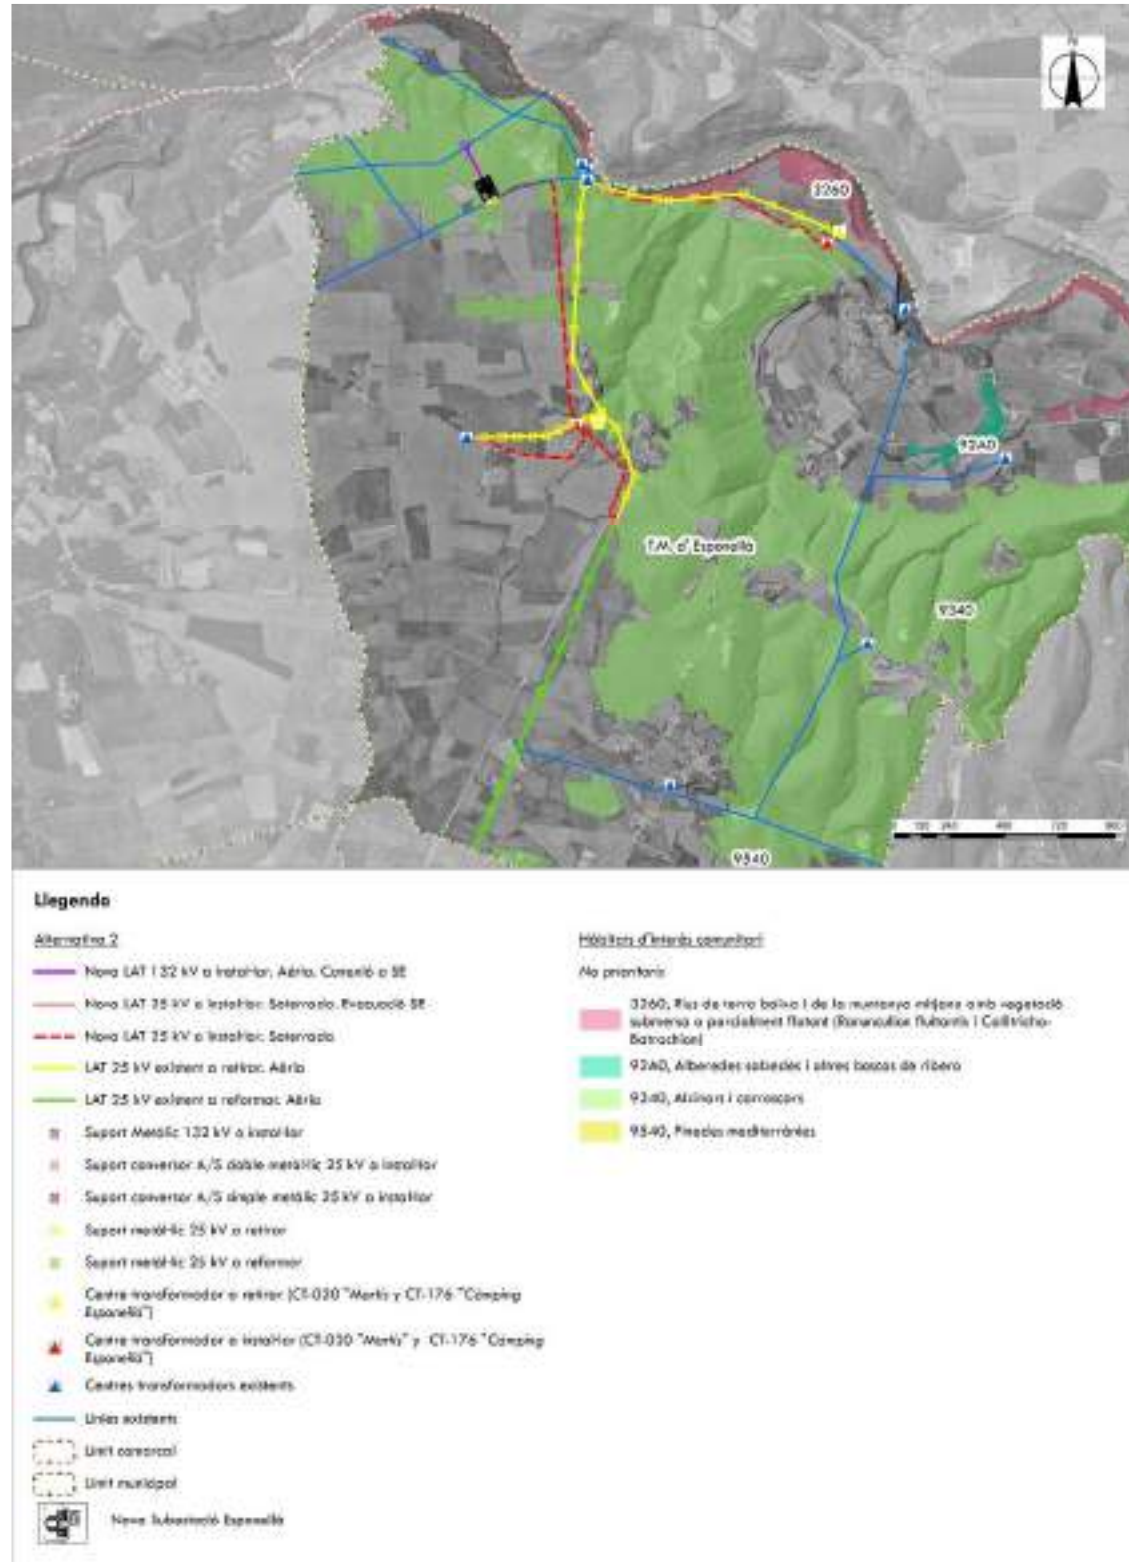 N
3260
92A0
T.M. d' Esponellà
9340
9540
Llegenda
Alternativa 2
Nova LAT 132 kV a instal·lar. Aèria. Conexió a SE
Nova LAT 25 kV a instal·lar. Soterrada. Evacuació SE
Nova LAT 25 kV a instal·lar. Soterrada
LAT 25 kV existent a retirar. Aèria
LAT 25 kV existent a reformar. Aèria
Suport Metàlic 132 kV a instal·lar
Suport conversor A/S doble metàl·lic 25 kV a instal·lar
Suport conversor A/S simple metàlic 25 kV a instal·lar
Suport metàl·lic 25 kV a retirar
Suport metàl·lic 25 kV a reformar
Centre transformador a retirar (CT-030 "Martís y CT-176 "Càmping
Esponellà")
Centre transformador a instal·lar (CT-030 "Martís" y CT-176 "Càmping
Esponellà")
Centres transformadors existents
Línies existents
Límit comarcal
Límit municipal
Nova Subestació Esponellà
Hàbitats d'interès comunitari
No prioritaris
3260, Rius de terra baixa i de la muntanya mitjana amb vegetació
submersa o parcialment flotant (Ranunculion fluitantis i Callitricho-
Batrachion)
92A0, Alberedes salzedes i altres boscos de ribera
9340, Alzinars i carrascars
9540, Pinedes mediterrànies